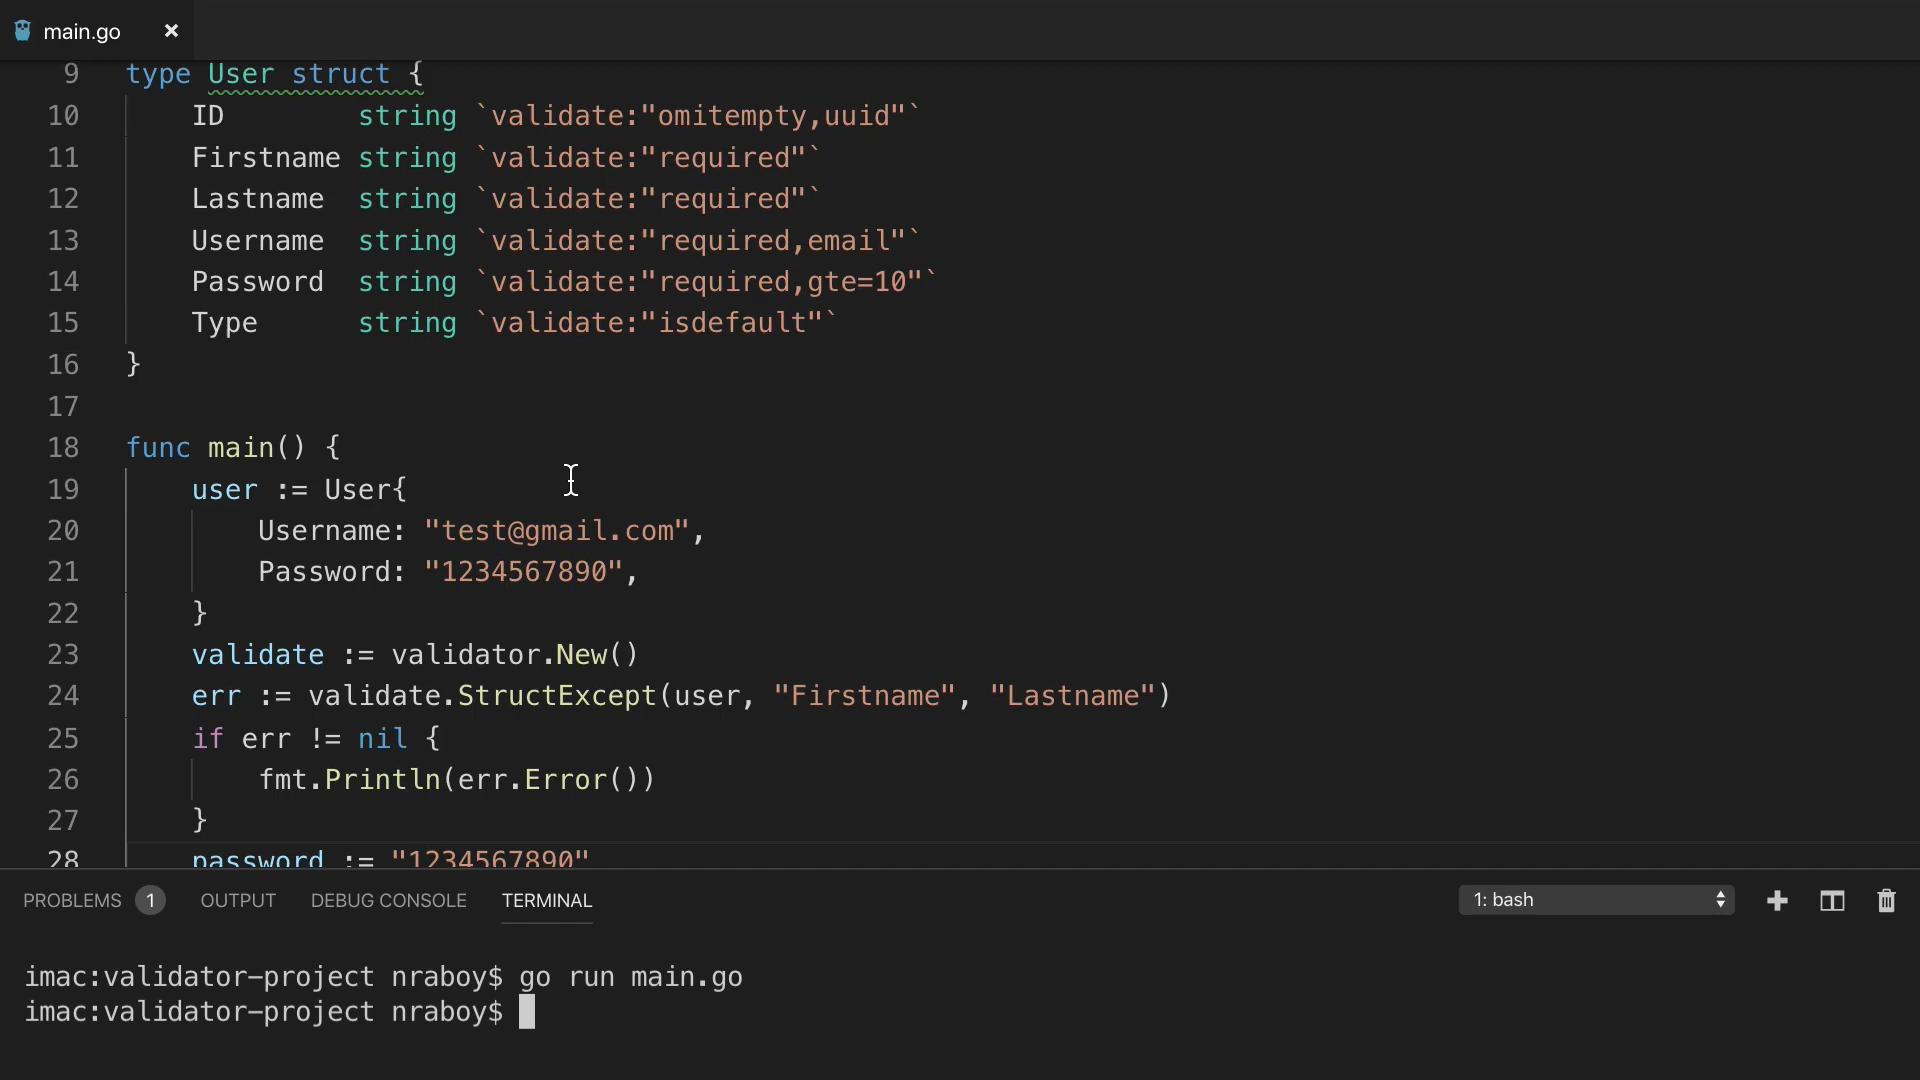 main.go
9 type User struct {
10 ID string `validate:"omitempty,uuid"`
11 Firstname string `validate:"required"`
12 Lastname string `validate:"required"`
13 Username string `validate:"required,email"`
14 Password string `validate:"required,gte=10"`
15 Type string `validate:"isdefault"`
16 }
17
18 func main() {
19 user := User{
20 Username: "test@gmail.com",
21 Password: "1234567890",
22 }
23 validate := validator.New()
24 err := validate.StructExcept(user, "Firstname", "Lastname")
25 if err != nil {
26 fmt.Println(err.Error())
27 }
28 password := "1234567890"
PROBLEMS 1 OUTPUT DEBUG CONSOLE TERMINAL 1: bash
imac:validator-project nraboy$ go run main.go
imac:validator-project nraboy$